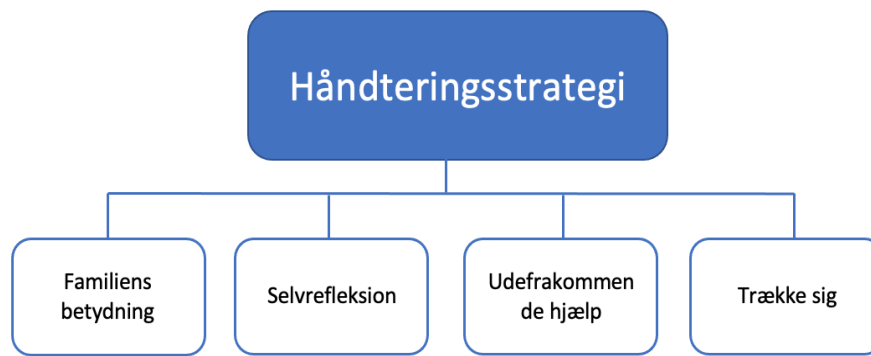 Håndteringsstrategi
Familiens
betydning
Selvrefleksion
Udefrakommen
de hjælp
Trække sig